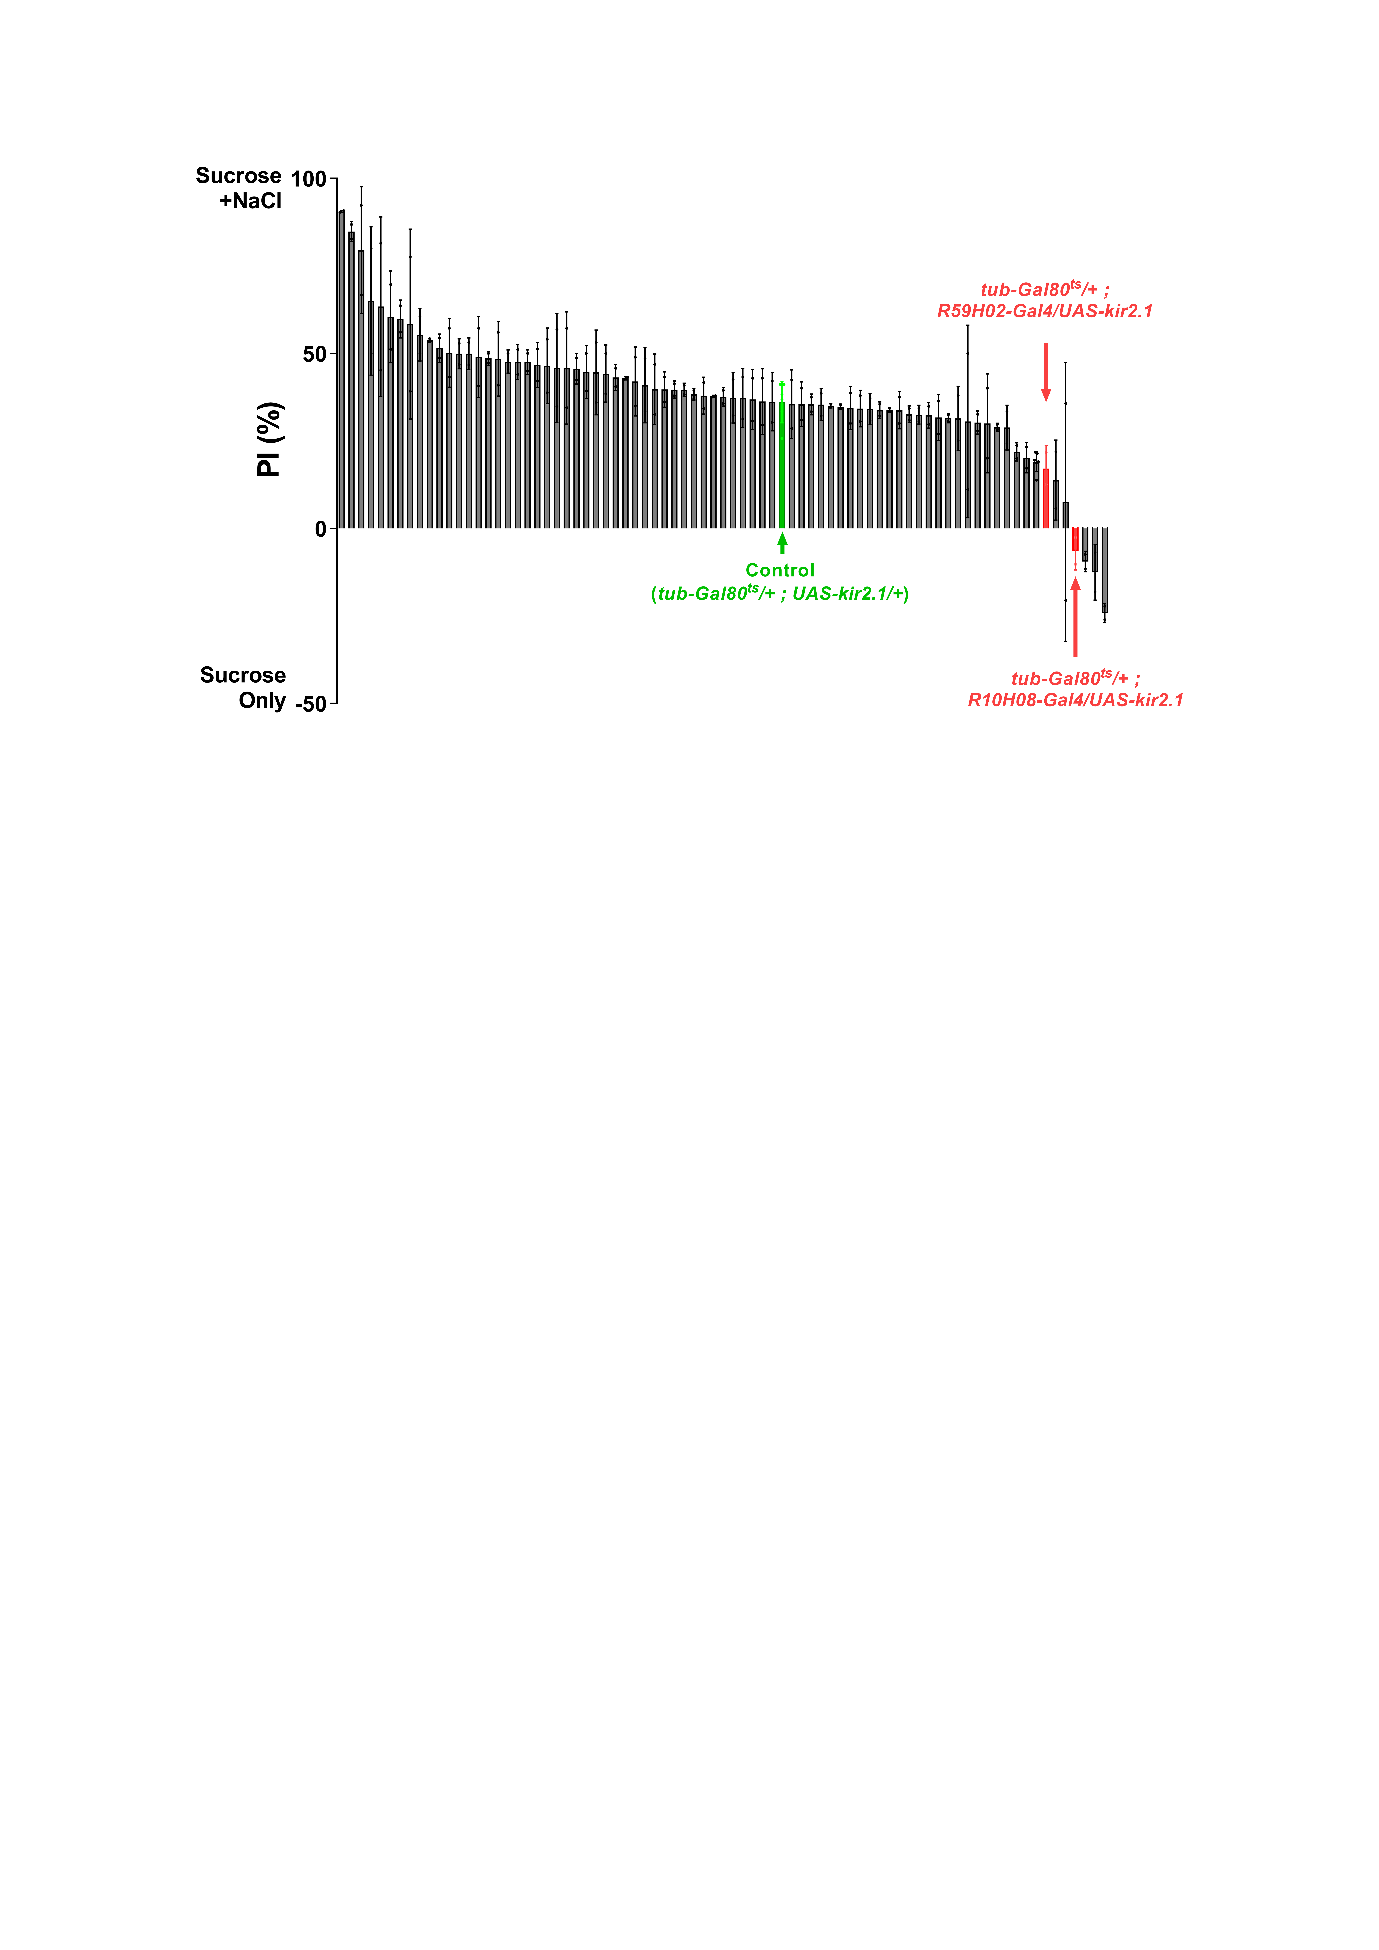 Sucrose
+NaCl
100
50
0
-50
PI (%)
Sucrose
Only
tub-Gal80ts/+ ;
R59H02-Gal4/UAS-kir2.1
Control
(tub-Gal80ts/+ ; UAS-kir2.1/+)
tub-Gal80ts/+ ;
R10H08-Gal4/UAS-kir2.1